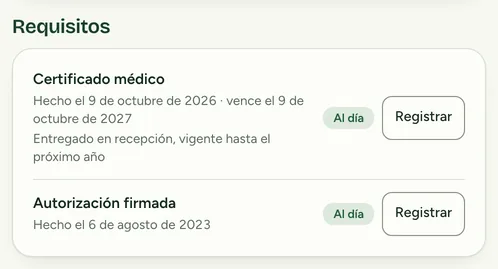 Requisitos
Certificado médico
Hecho el 9 de octubre de 2026 · vence el 9 de
octubre de 2027
Entregado en recepción, vigente hasta el
próximo año
Al día
Registrar
Autorización firmada
Hecho el 6 de agosto de 2023
Al día
Registrar